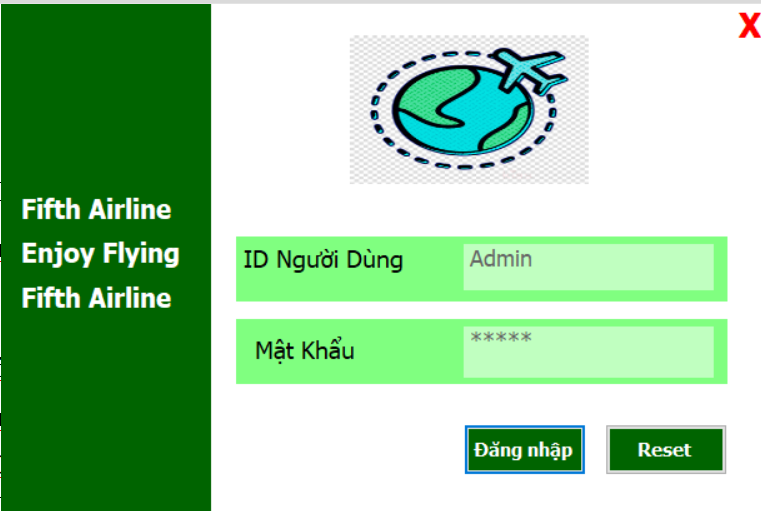 X
Fifth Airline
Enjoy Flying
Fifth Airline
ID Người Dùng
Admin
Mật Khẩu
*****
Đăng nhập
Reset